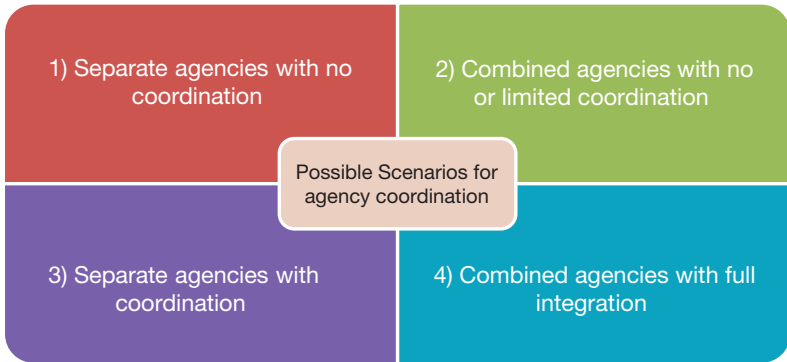 1) Separate agencies with no
coordination
2) Combined agencies with no
or limited coordination
Possible Scenarios for
agency coordination
3) Separate agencies with
coordination
4) Combined agencies with full
integration